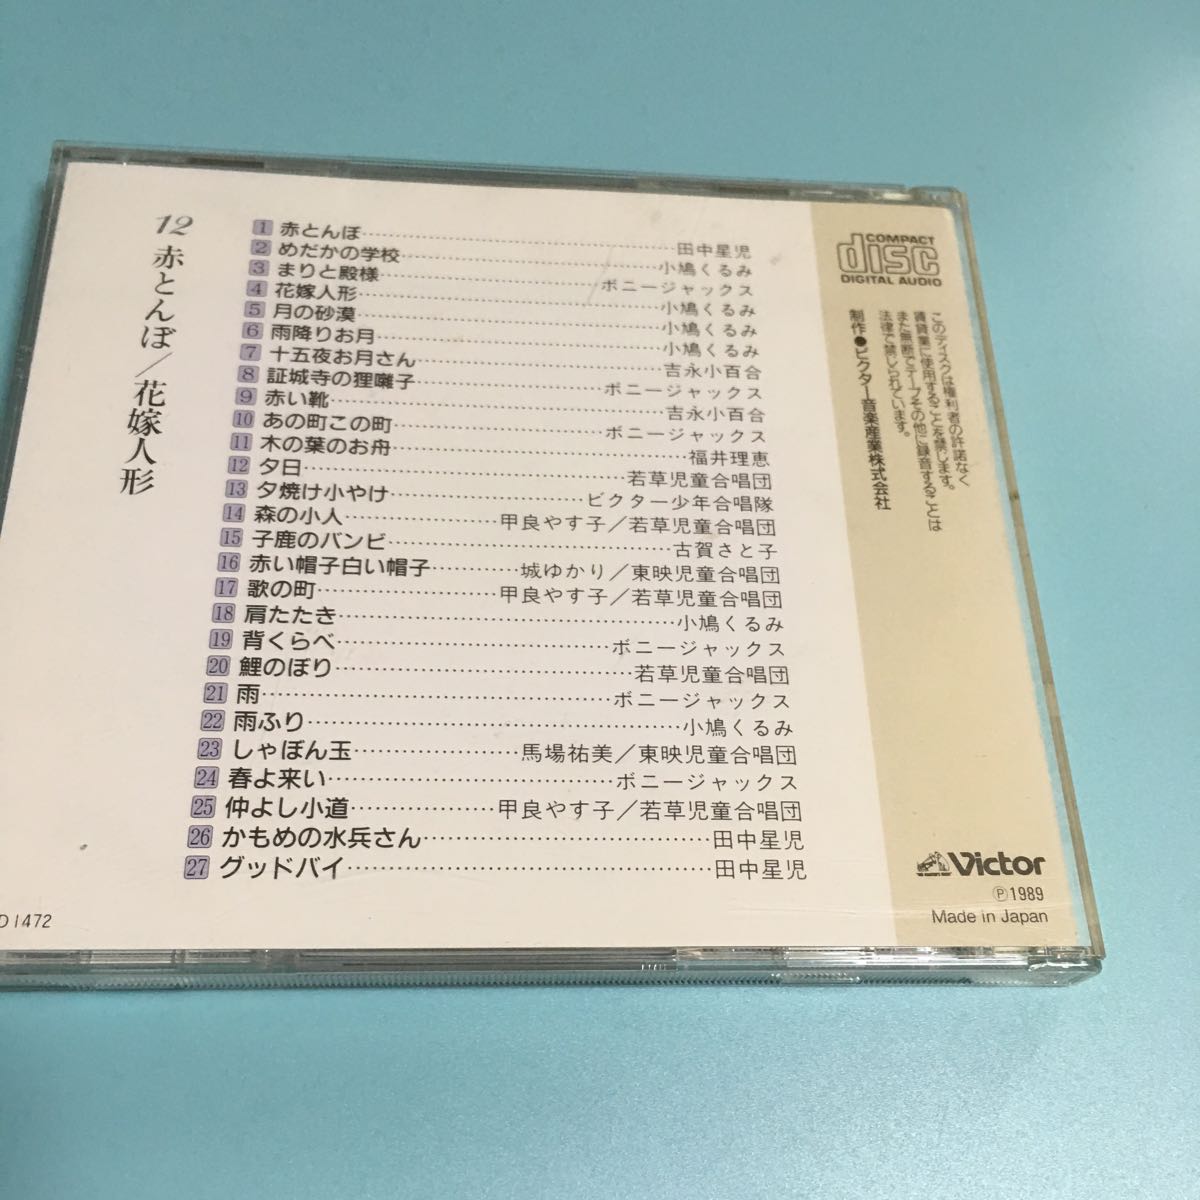 12 赤とんぼ／花嫁人形
1 赤とんぼ…田中星児
2 めだかの学校…小鳩くるみ
3 まりと殿様…ボニージャックス
4 花嫁人形…小鳩くるみ
5 月の砂漠…小鳩くるみ
6 雨降りお月…小鳩くるみ
7 十五夜お月さん…吉永小百合
8 証城寺の狸囃子…ボニージャックス
9 赤い靴…吉永小百合
10 あの町この町…ボニージャックス
11 木の葉のお舟…福井理恵
12 夕日…若草児童合唱団
13 夕焼け小やけ…ビクター少年合唱隊
14 森の小人…甲良やす子／若草児童合唱団
15 子鹿のバンビ…古賀さと子
16 赤い帽子白い帽子…城ゆかり／東映児童合唱団
17 歌の町…甲良やす子／若草児童合唱団
18 肩たたき…小鳩くるみ
19 背くらべ…ボニージャックス
20 鯉のぼり…若草児童合唱団
21 雨…ボニージャックス
22 雨ふり…小鳩くるみ
23 しゃぼん玉…馬場祐美／東映児童合唱団
24 春よ来い…ボニージャックス
25 仲よし小道…甲良やす子／若草児童合唱団
26 かもめの水兵さん…田中星児
27 グッドバイ…田中星児
D1472
COMPACT
disc
DIGITAL AUDIO
このディスクは権利者の許諾なく
賃貸業に使用することを禁じます。
また無断でテープその他に録音することは
法律で禁じられています。
制作●ビクター音楽産業株式会社
Victor
Ⓟ1989
Made in Japan